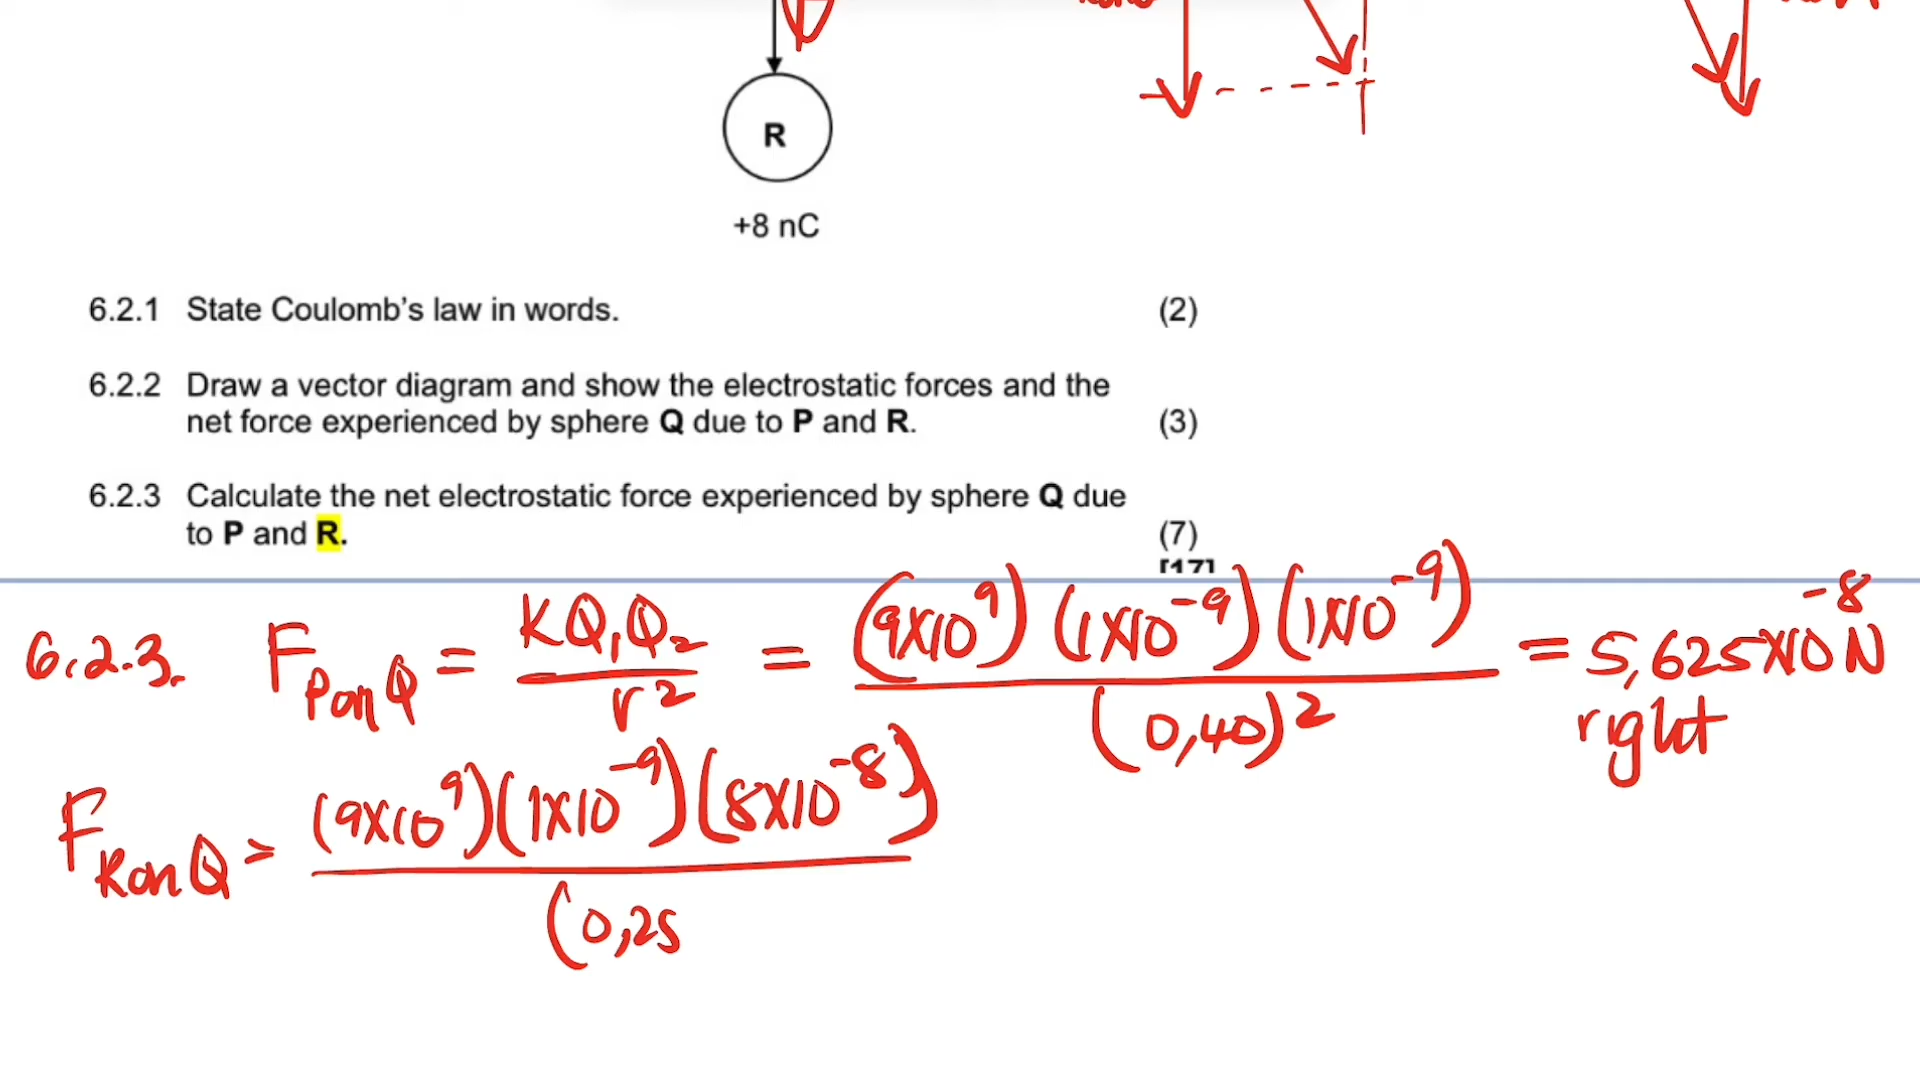 R
+8 nC
6.2.1 State Coulomb's law in words. (2)
6.2.2 Draw a vector diagram and show the electrostatic forces and the
net force experienced by sphere Q due to P and R. (3)
6.2.3 Calculate the net electrostatic force experienced by sphere Q due
to P and R. (7)
[17]
6.2.3. F PonQ = KQ₁Q₂ / r² = (9x10⁹)(1x10⁻⁹)(1x10⁻⁹) / (0,40)² = 5,625x10⁻⁸ N
right
F RonQ = (9x10⁹)(1x10⁻⁹)(8x10⁻⁸) / (0,25